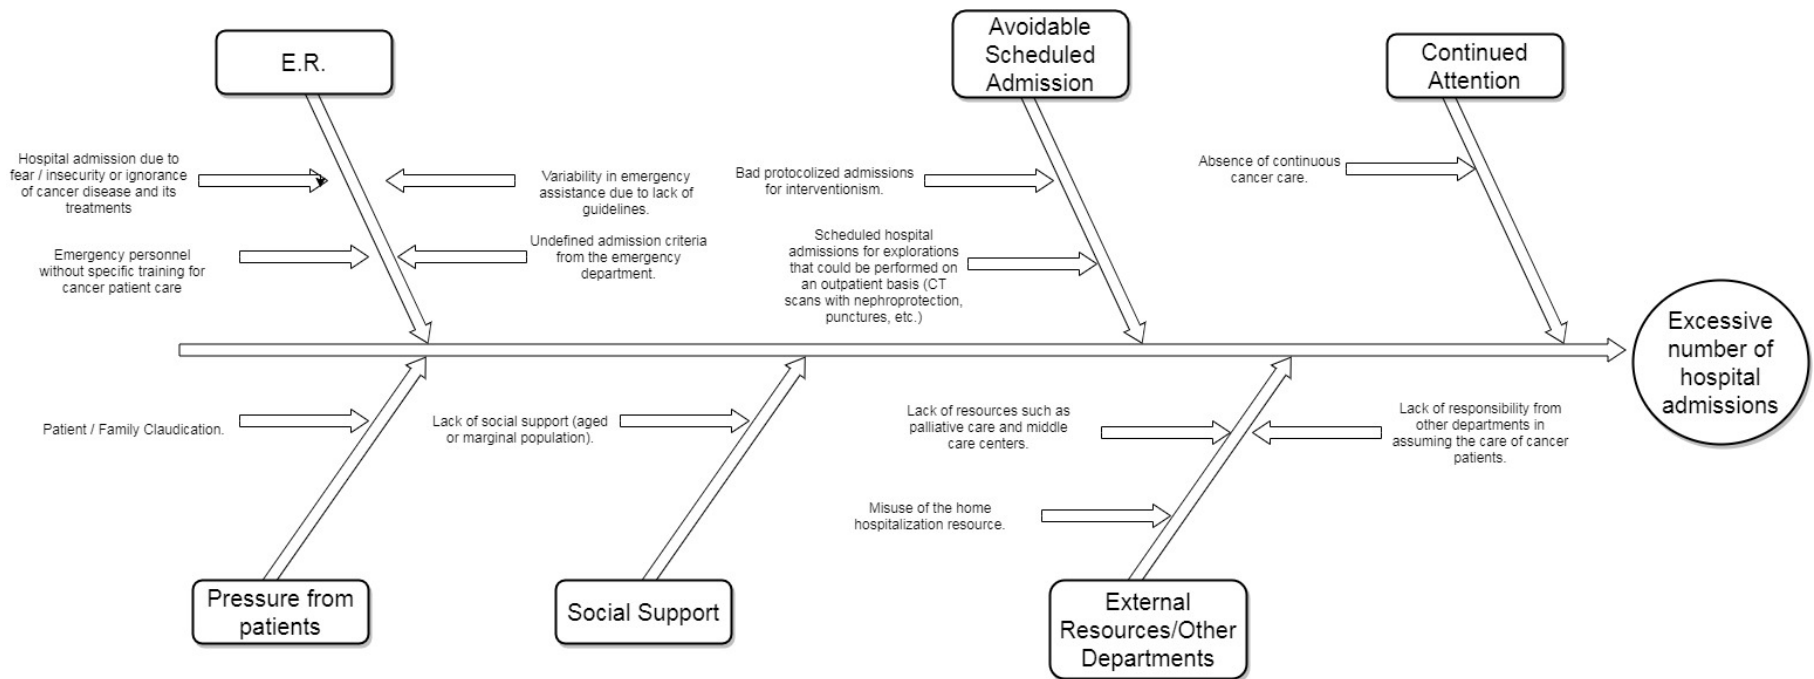 E.R.
Avoidable
Scheduled
Admission
Continued
Attention
Hospital admission due to
fear / insecurity or ignorance
of cancer disease and its
treatments
Variability in emergency
assistance due to lack of
guidelines.
Emergency personnel
without specific training for
cancer patient care
Undefined admission criteria
from the emergency
department.
Bad protocolized admissions
for interventionism.
Scheduled hospital
admissions for explorations
that could be performed on
an outpatient basis (CT
scans with nephroprotection,
punctures, etc.)
Absence of continuous
cancer care.
Excessive
number of
hospital
admissions
Patient / Family Claudication.
Lack of social support (aged
or marginal population).
Lack of resources such as
palliative care and middle
care centers.
Lack of responsibility from
other departments in
assuming the care of cancer
patients.
Misuse of the home
hospitalization resource.
Pressure from
patients
Social Support
External
Resources/Other
Departments